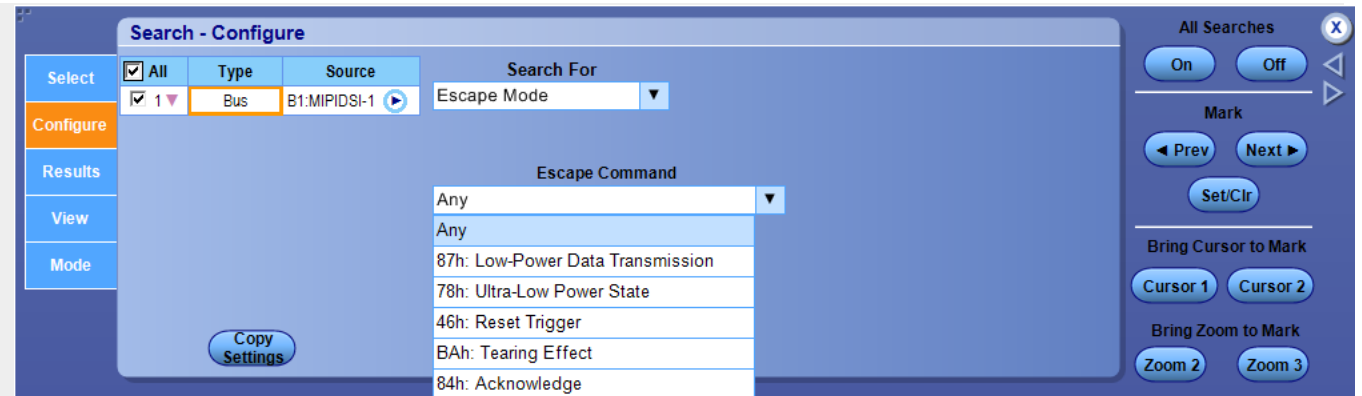 Search - Configure
Select
Configure
Results
View
Mode
All Type Source
1 Bus B1:MIPIDSI-1
Search For
Escape Mode
Escape Command
Any
Any
87h: Low-Power Data Transmission
78h: Ultra-Low Power State
46h: Reset Trigger
BAh: Tearing Effect
84h: Acknowledge
Copy
Settings
All Searches
X
On Off
Mark
◄ Prev Next ►
Set/Clr
Bring Cursor to Mark
Cursor 1 Cursor 2
Bring Zoom to Mark
Zoom 2 Zoom 3